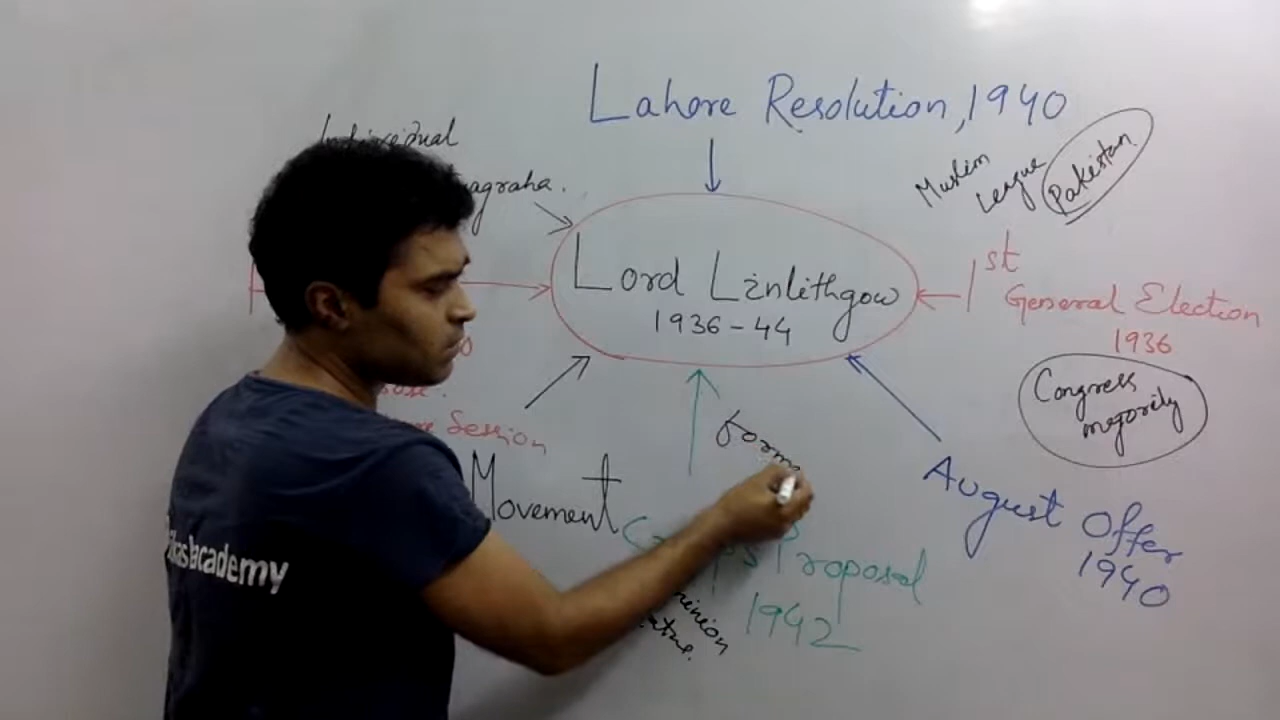 Lahore Resolution, 1940
Individual
Muslim
League
Pakistan
Lord Linlithgow
1936-44
1st
General Election
1936
Congress
majority
Session
Movement
August Offer
1940
Proposal
1942
academy